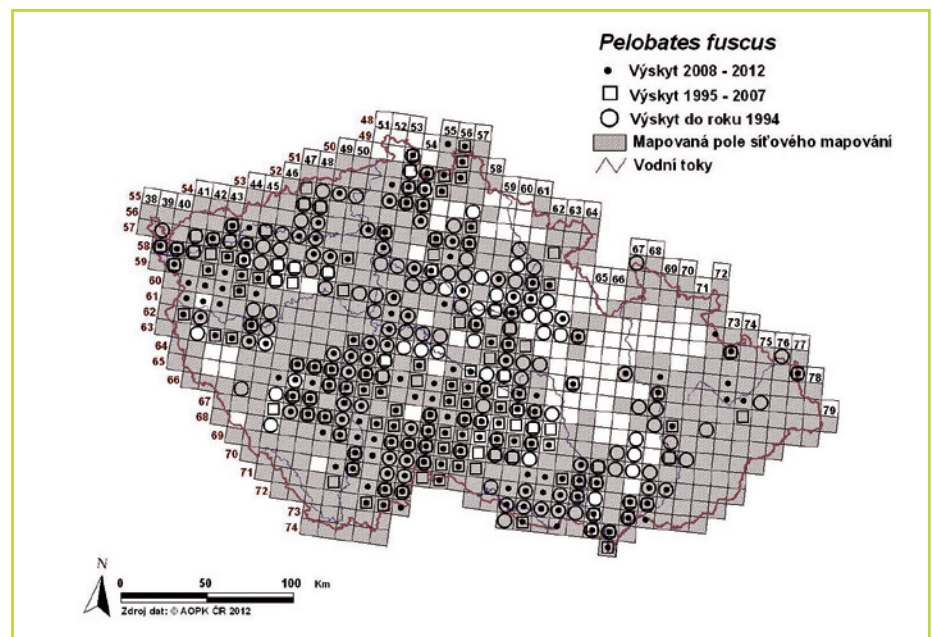 Pelobates fuscus
Výskyt 2008 - 2012
Výskyt 1995 - 2007
Výskyt do roku 1994
Mapovaná pole síťového mapování
Vodní toky
48 51 52 53
49 54 55 56 57
50 49 50 58
51 47 48 59 60 61
52 46 62 63 64
53 44 45
54 41 42 43
55 38 39 40
56
57
58
59
60
61
62
63
64
65
66
67
68
69
70
71
72
73
74
65 66
67 68
69 70
71
72
73 74
75 76 77
78
79
N
0 50 100 Km
Zdroj dat: © AOPK ČR 2012